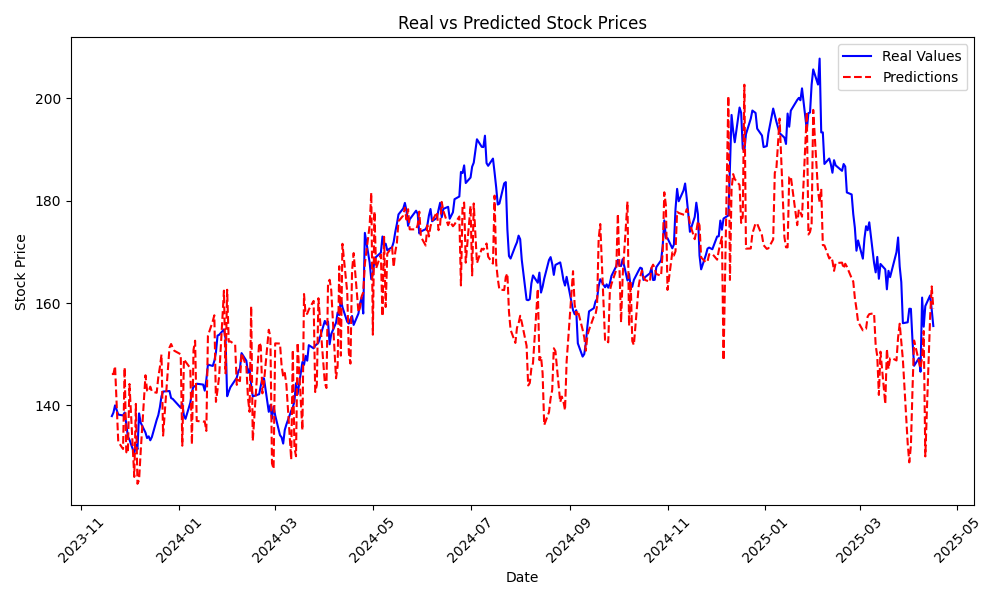 Real vs Predicted Stock Prices
Real Values
Predictions
200
180
160
140
Stock Price
2023-11
2024-01
2024-03
2024-05
2024-07
2024-09
2024-11
2025-01
2025-03
2025-05
Date